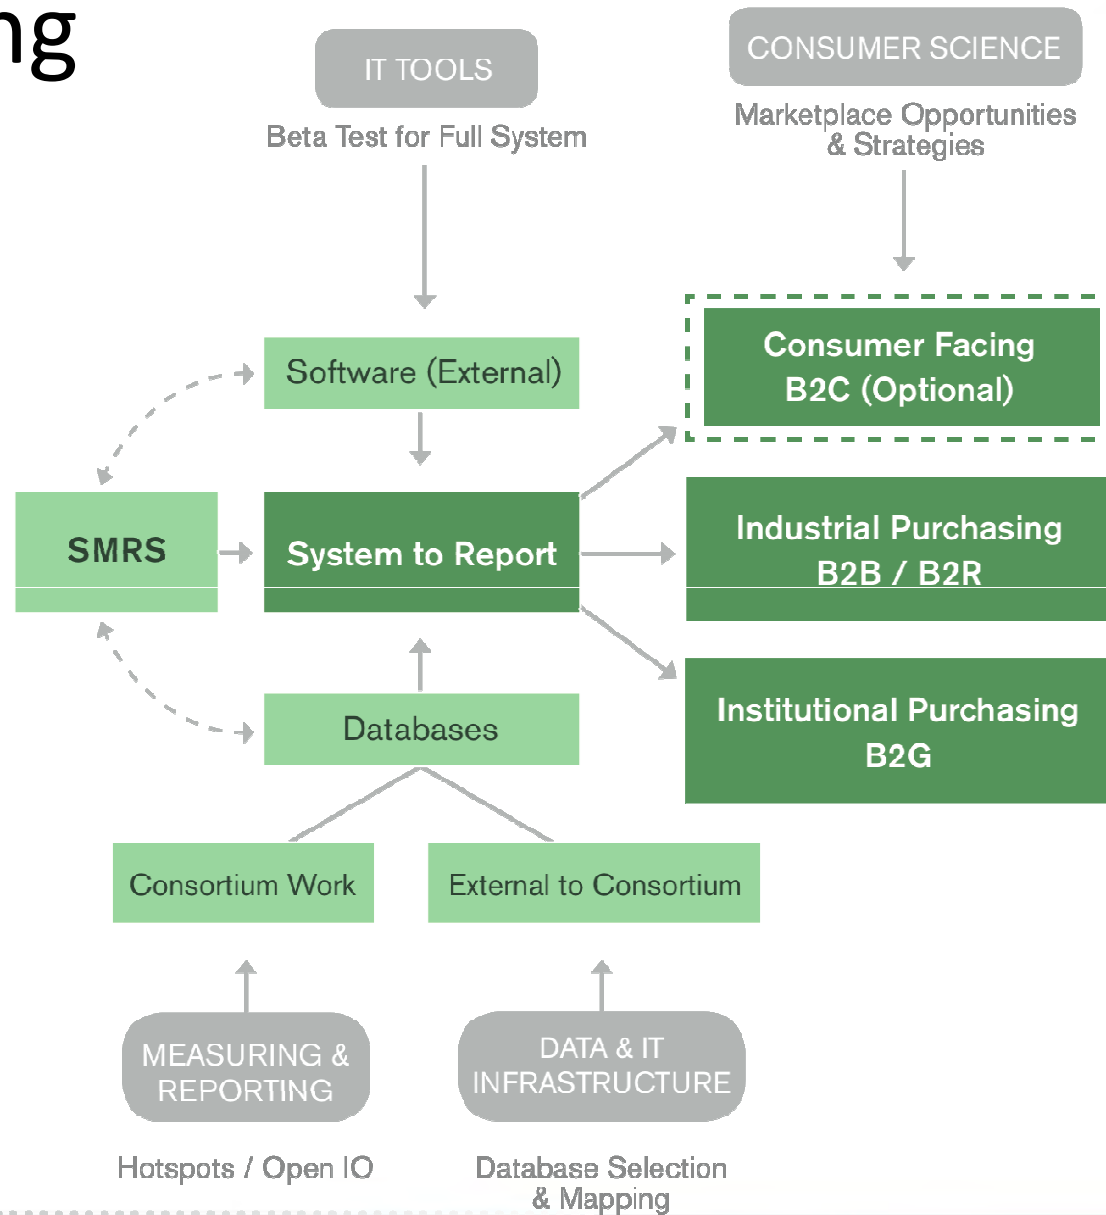 ng
IT TOOLS
Beta Test for Full System
CONSUMER SCIENCE
Marketplace Opportunities
& Strategies
Software (External)
Consumer Facing
B2C (Optional)
SMRS
System to Report
Industrial Purchasing
B2B / B2R
Databases
Institutional Purchasing
B2G
Consortium Work
External to Consortium
MEASURING &
REPORTING
Hotspots / Open IO
DATA & IT
INFRASTRUCTURE
Database Selection
& Mapping